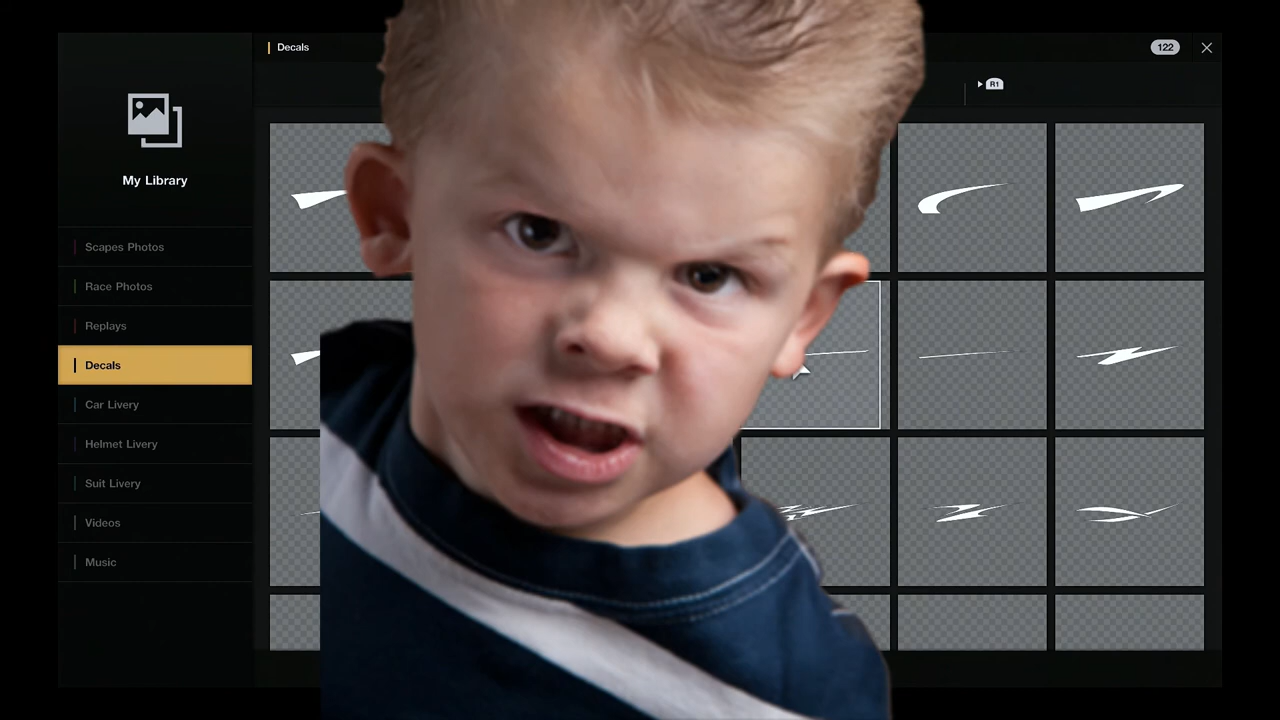 Decals
122
R1
My Library
Scapes Photos
Race Photos
Replays
Decals
Car Livery
Helmet Livery
Suit Livery
Videos
Music